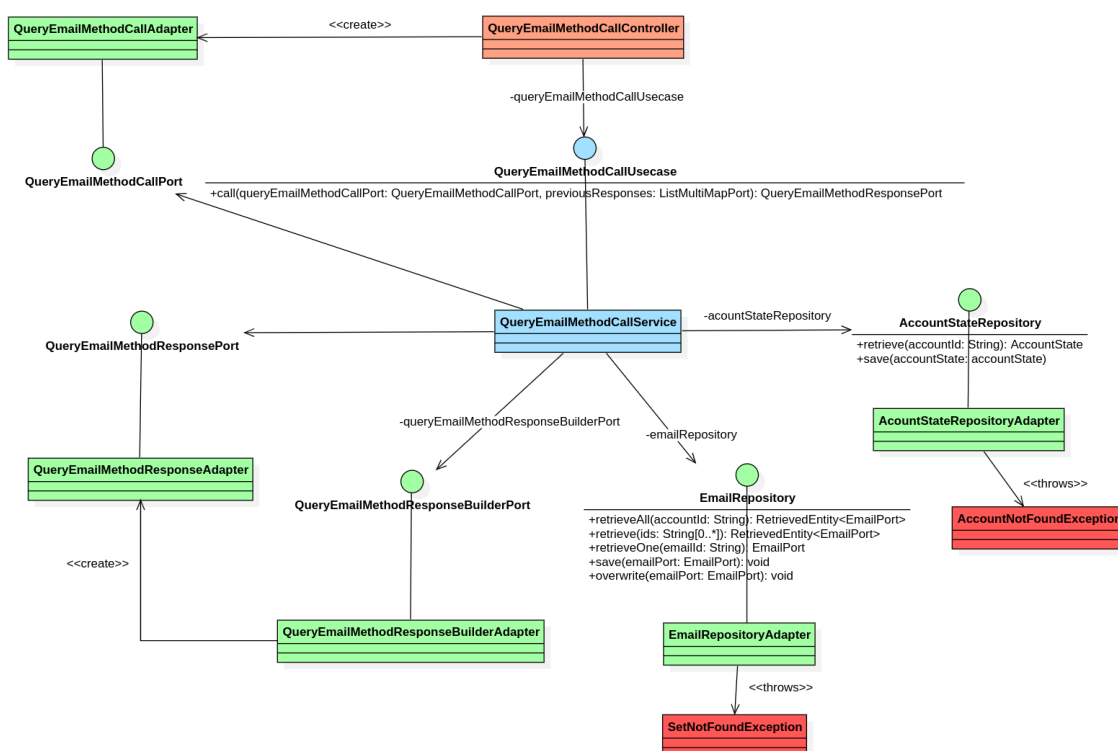 QueryEmailMethodCallAdapter
<<create>>
QueryEmailMethodCallController
-queryEmailMethodCallUsecase
QueryEmailMethodCallPort
QueryEmailMethodCallUsecase
+call(queryEmailMethodCallPort: QueryEmailMethodCallPort, previousResponses: ListMultiMapPort): QueryEmailMethodResponsePort
QueryEmailMethodResponsePort
QueryEmailMethodCallService
-acountStateRepository
AccountStateRepository
+retrieve(accountId: String): AccountState
+save(accountState: accountState)
-queryEmailMethodResponseBuilderPort
-emailRepository
AcountStateRepositoryAdapter
QueryEmailMethodResponseAdapter
<<throws>>
QueryEmailMethodResponseBuilderPort
EmailRepository
+retrieveAll(accountId: String): RetrievedEntity<EmailPort>
+retrieve(ids: String[0..*]): RetrievedEntity<EmailPort>
+retrieveOne(emailId: String): EmailPort
+save(emailPort: EmailPort): void
+overwrite(emailPort: EmailPort): void
AccountNotFoundException
<<create>>
QueryEmailMethodResponseBuilderAdapter
EmailRepositoryAdapter
<<throws>>
SetNotFoundException